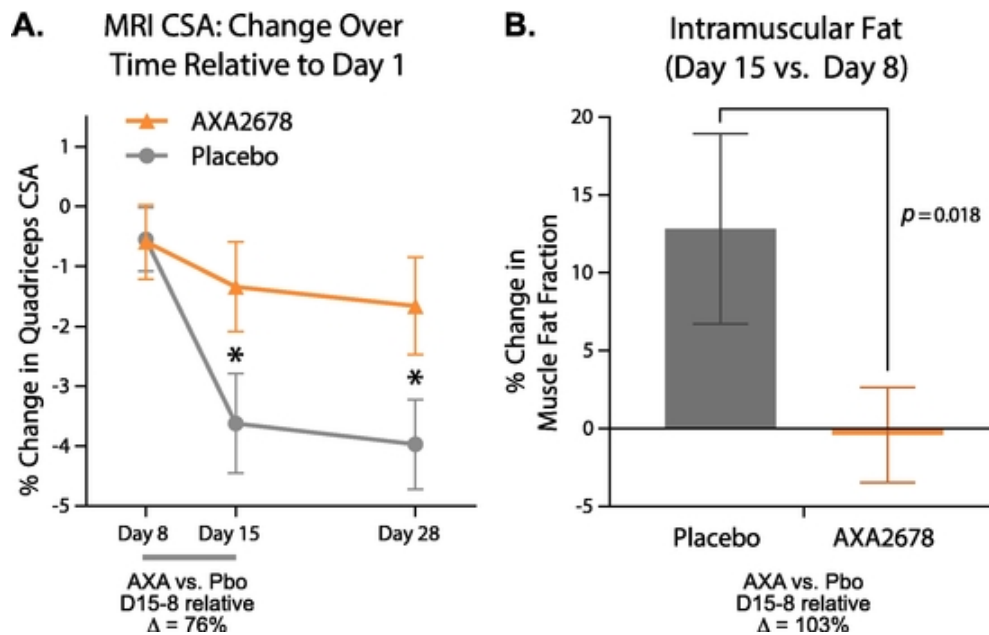 A.
MRI CSA: Change Over
Time Relative to Day 1
AXA2678
Placebo
% Change in Quadriceps CSA
1
0
-1
-2
-3
-4
-5
*
*
Day 8
Day 15
Day 28
AXA vs. Pbo
D15-8 relative
Δ = 76%
B.
Intramuscular Fat
(Day 15 vs. Day 8)
% Change in
Muscle Fat Fraction
20
15
10
5
0
-5
p = 0.018
Placebo
AXA2678
AXA vs. Pbo
D15-8 relative
Δ = 103%